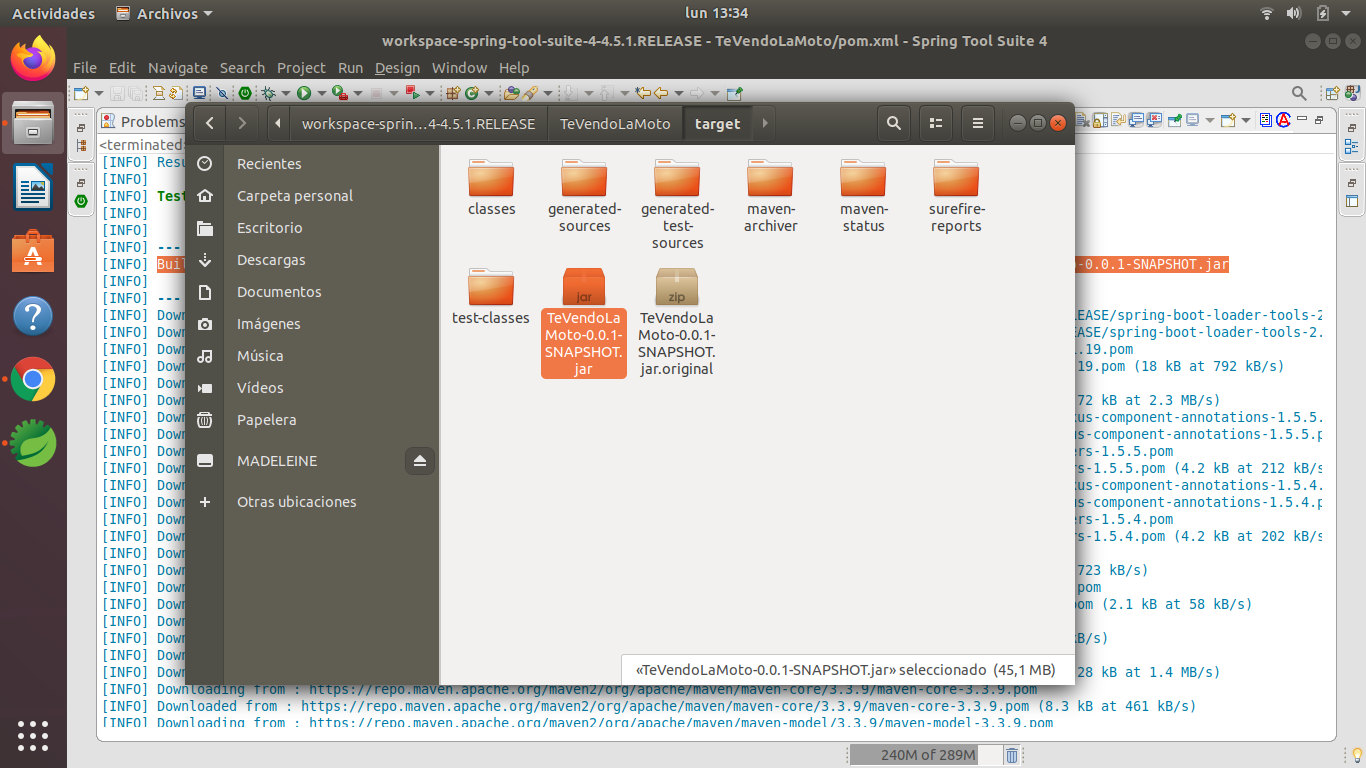 Actividades Archivos lun 13:34
workspace-spring-tool-suite-4-4.5.1.RELEASE - TeVendoLaMoto/pom.xml - Spring Tool Suite 4
File Edit Navigate Search Project Run Design Window Help
Problems
<terminated>
workspace-sprin…4-4.5.1.RELEASE TeVendoLaMoto target
Recientes
Carpeta personal
Escritorio
Descargas
Documentos
Imágenes
Música
Vídeos
Papelera
MADELEINE
Otras ubicaciones
classes
generated-
sources
generated-
test-
sources
maven-
archiver
maven-
status
surefire-
reports
test-classes
jar
TeVendoLa
Moto-0.0.1-
SNAPSHOT.
jar
zip
TeVendoLa
Moto-0.0.1-
SNAPSHOT.
jar.original
«TeVendoLaMoto-0.0.1-SNAPSHOT.jar» seleccionado (45,1 MB)
[INFO] Resu
[INFO]
[INFO] Test
[INFO]
[INFO]
[INFO] ---
[INFO] Buil o-0.0.1-SNAPSHOT.jar
[INFO]
[INFO] ---
[INFO] Down LEASE/spring-boot-loader-tools-2
[INFO] Down EASE/spring-boot-loader-tools-2.
[INFO] Down .19.pom
[INFO] Down 19.pom (18 kB at 792 kB/s)
[INFO] Down
[INFO] Down 72 kB at 2.3 MB/s)
[INFO] Down us-component-annotations-1.5.5.
[INFO] Down us-component-annotations-1.5.5.p
[INFO] Down ers-1.5.5.pom
[INFO] Down rs-1.5.5.pom (4.2 kB at 212 kB/s
[INFO] Down us-component-annotations-1.5.4.
[INFO] Down us-component-annotations-1.5.4.p
[INFO] Down ers-1.5.4.pom
[INFO] Down rs-1.5.4.pom (4.2 kB at 202 kB/s
[INFO] Down
[INFO] Down 723 kB/s)
[INFO] Down pom
[INFO] Down om (2.1 kB at 58 kB/s)
[INFO] Down
[INFO] Down kB/s)
[INFO] Down
[INFO] Down 28 kB at 1.4 MB/s)
[INFO] Downloading from : https://repo.maven.apache.org/maven2/org/apache/maven/maven-core/3.3.9/maven-core-3.3.9.pom
[INFO] Downloaded from : https://repo.maven.apache.org/maven2/org/apache/maven/maven-core/3.3.9/maven-core-3.3.9.pom (8.3 kB at 461 kB/s)
[INFO] Downloading from : https://repo.maven.apache.org/maven2/org/apache/maven/maven-model/3.3.9/maven-model-3.3.9.pom
240M of 289M